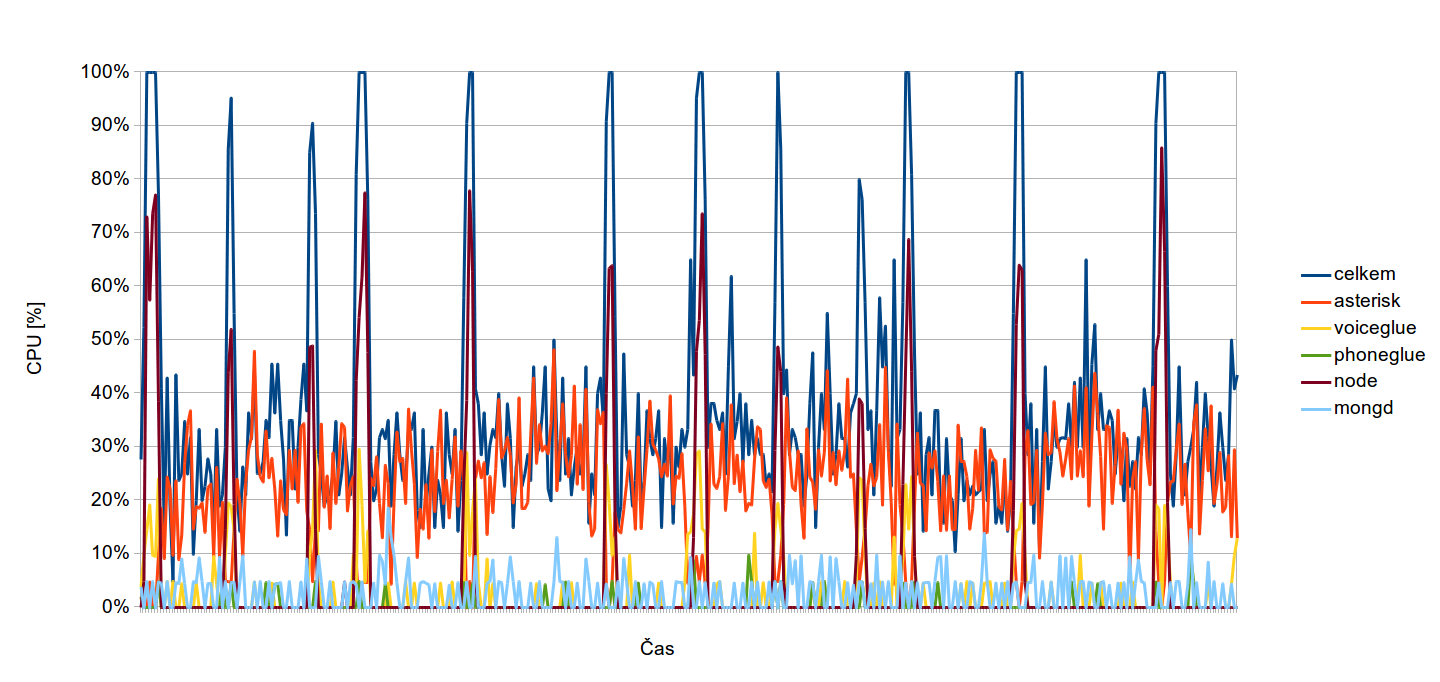 100%
90%
80%
70%
60%
50%
40%
30%
20%
10%
0%
CPU [%]
Čas
celkem
asterisk
voiceglue
phoneglue
node
mongd